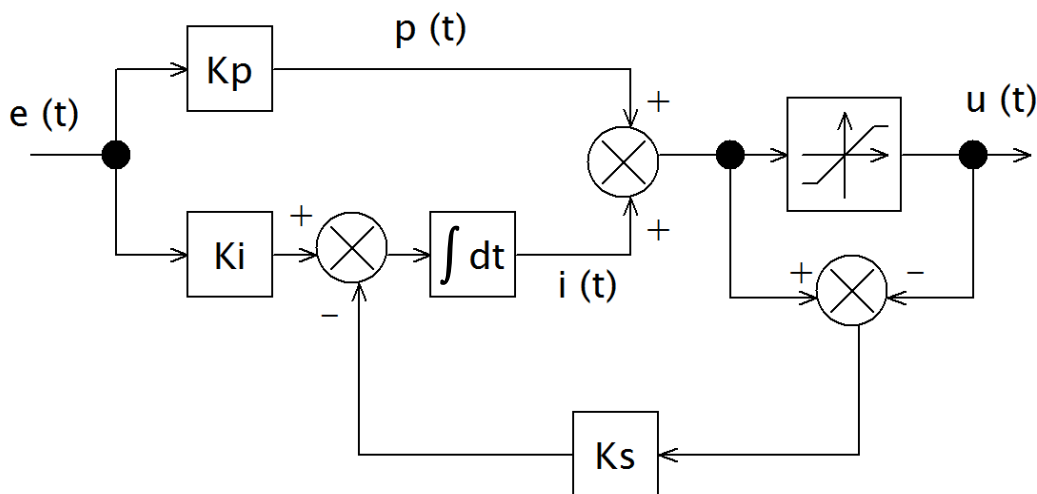 p (t)
Kp
e (t)
+
u (t)
+
Ki
+
∫ dt
+
i (t)
+
−
−
Ks